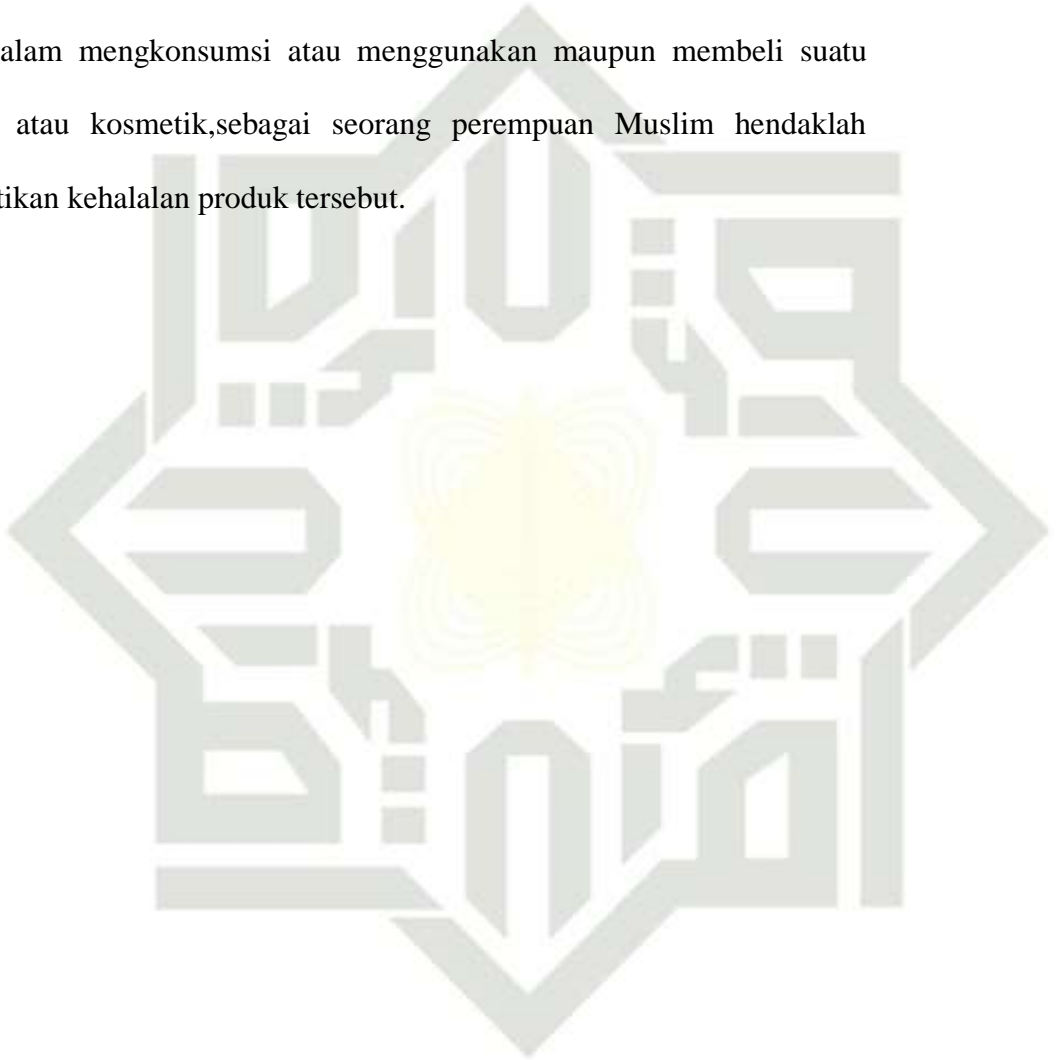 alam mengkonsumsi atau menggunakan maupun membeli suatu
atau kosmetik,sebagai seorang perempuan Muslim hendaklah
tikan kehalalan produk tersebut.